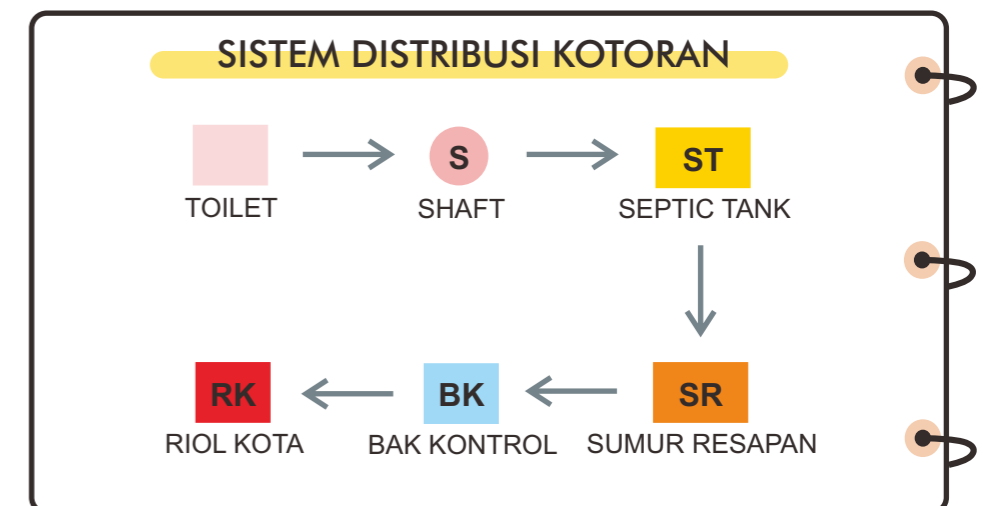 SISTEM DISTRIBUSI KOTORAN
S
ST
TOILET
SHAFT
SEPTIC TANK
RK
BK
SR
RIOL KOTA
BAK KONTROL
SUMUR RESAPAN